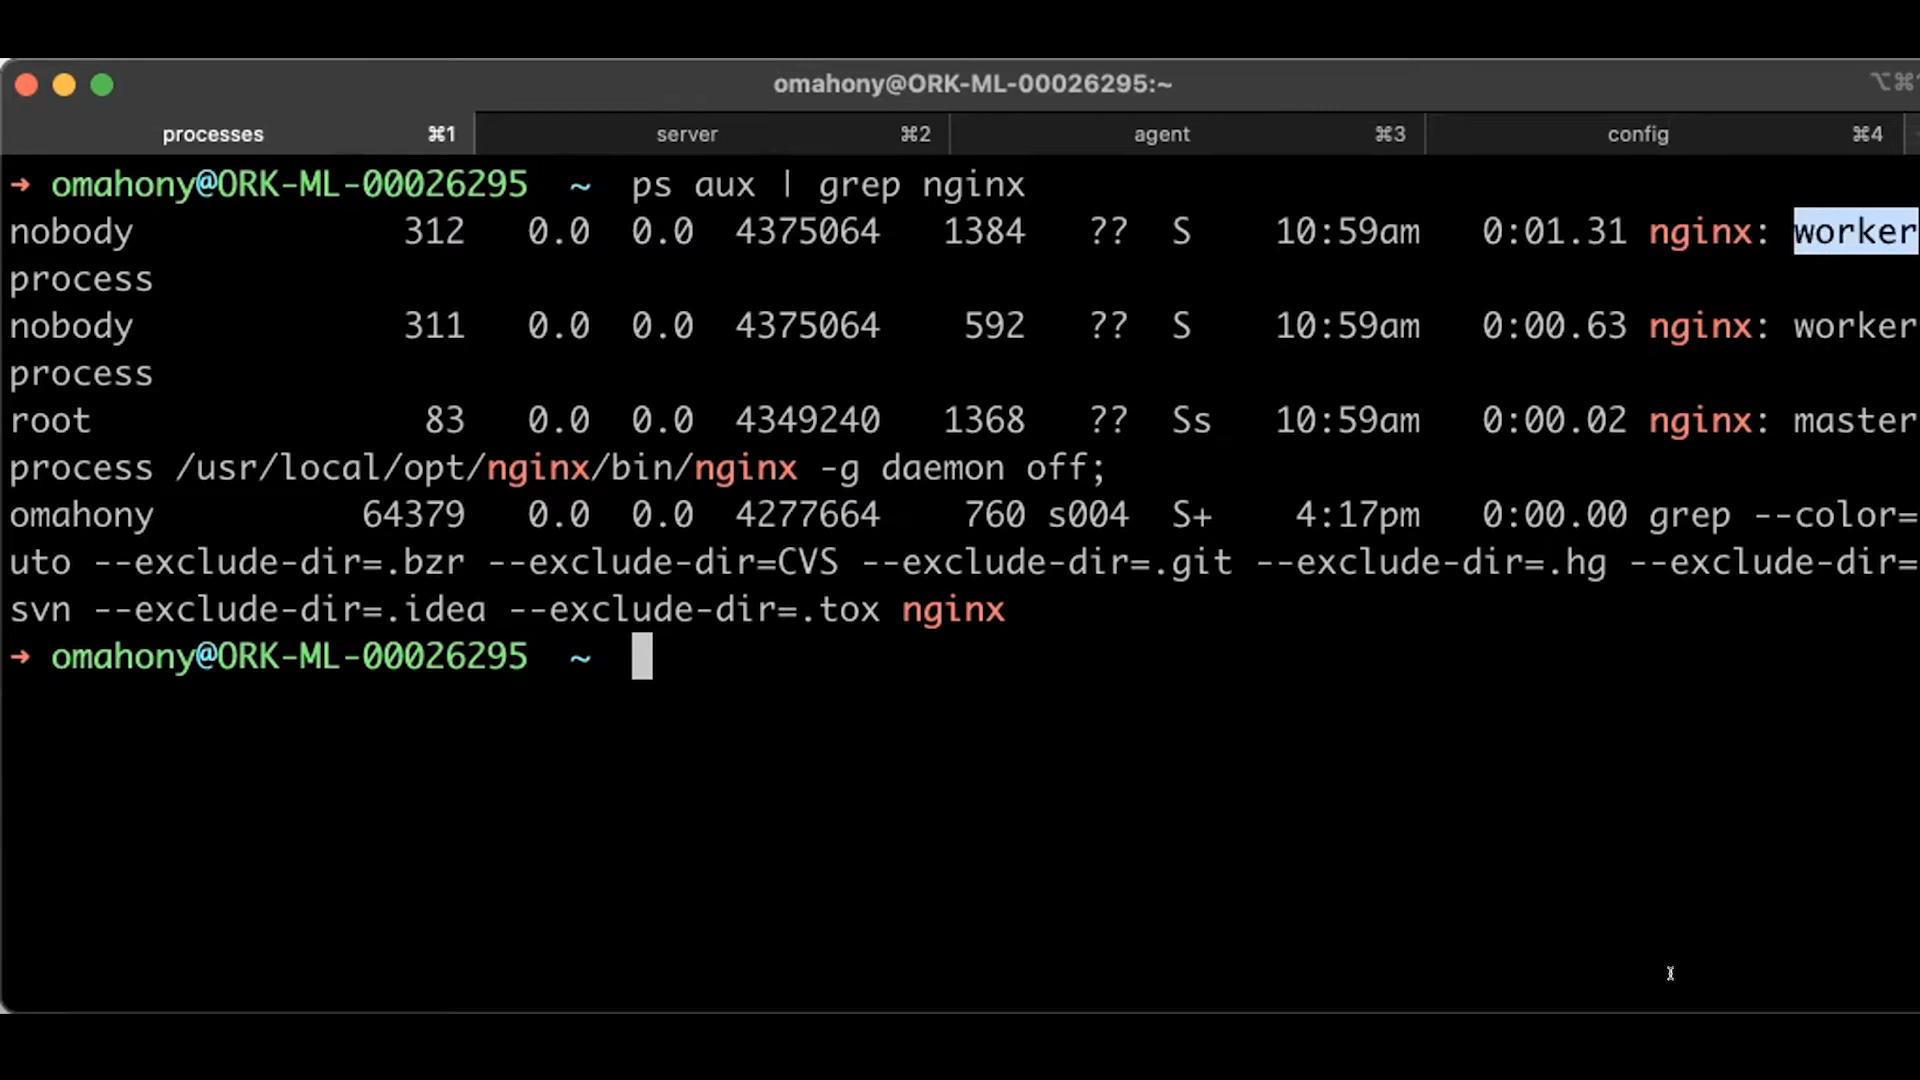 omahony@ORK-ML-00026295:~
processes ⌘1 server ⌘2 agent ⌘3 config ⌘4
→ omahony@ORK-ML-00026295 ~ ps aux | grep nginx
nobody 312 0.0 0.0 4375064 1384 ?? S 10:59am 0:01.31 nginx: worker
process
nobody 311 0.0 0.0 4375064 592 ?? S 10:59am 0:00.63 nginx: worker
process
root 83 0.0 0.0 4349240 1368 ?? Ss 10:59am 0:00.02 nginx: master
process /usr/local/opt/nginx/bin/nginx -g daemon off;
omahony 64379 0.0 0.0 4277664 760 s004 S+ 4:17pm 0:00.00 grep --color=
uto --exclude-dir=.bzr --exclude-dir=CVS --exclude-dir=.git --exclude-dir=.hg --exclude-dir=
svn --exclude-dir=.idea --exclude-dir=.tox nginx
→ omahony@ORK-ML-00026295 ~